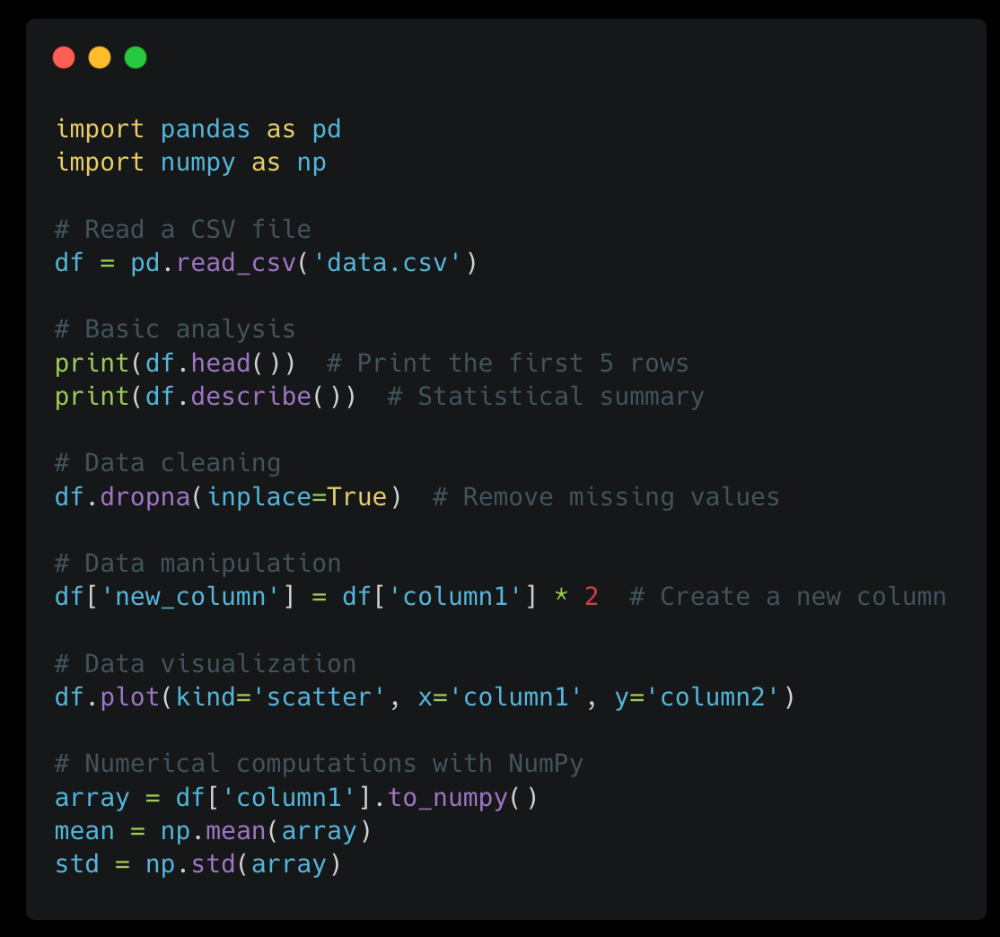 import pandas as pd
import numpy as np

# Read a CSV file
df = pd.read_csv('data.csv')

# Basic analysis
print(df.head())  # Print the first 5 rows
print(df.describe())  # Statistical summary

# Data cleaning
df.dropna(inplace=True)  # Remove missing values

# Data manipulation
df['new_column'] = df['column1'] * 2  # Create a new column

# Data visualization
df.plot(kind='scatter', x='column1', y='column2')

# Numerical computations with NumPy
array = df['column1'].to_numpy()
mean = np.mean(array)
std = np.std(array)